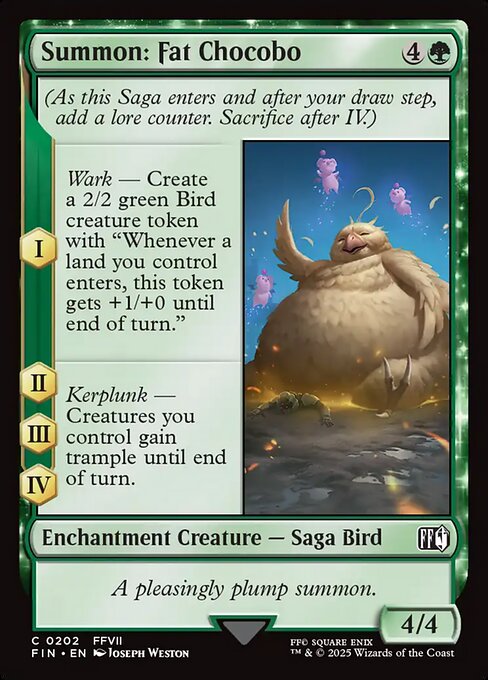 Summon: Fat Chocobo 4
(As this Saga enters and after your draw step,
add a lore counter. Sacrifice after IV.)
I
Wark — Create
a 2/2 green Bird
creature token
with “Whenever a
land you control
enters, this token
gets +1/+0 until
end of turn.”
II
III
IV
Kerplunk —
Creatures you
control gain
trample until end
of turn.
Enchantment Creature — Saga Bird
FF
A pleasingly plump summon.
4/4
C 0202 FFVII
FIN • EN Joseph Weston
FF© SQUARE ENIX
™ & © 2025 Wizards of the Coast